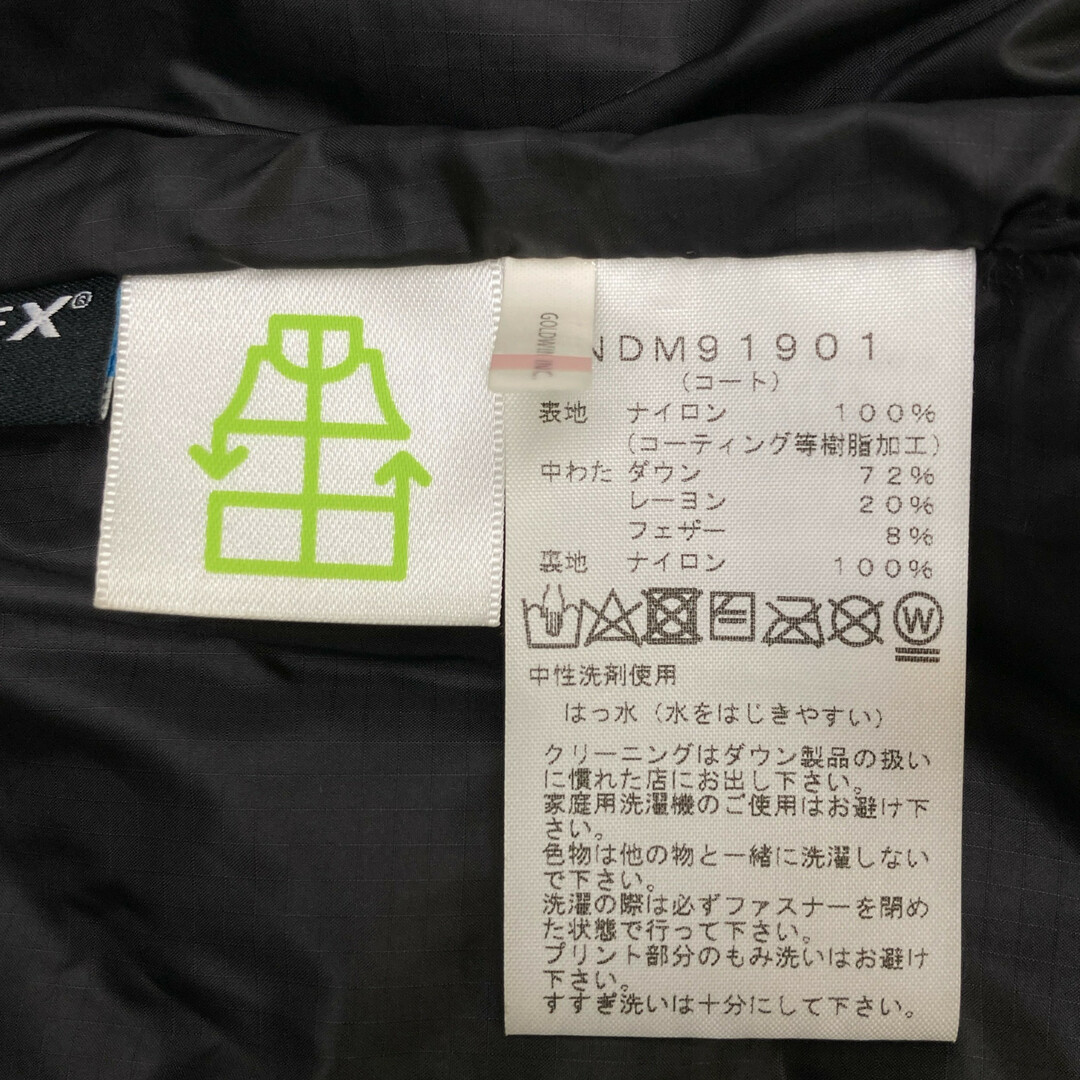 X®
GOLDWIN INC.
NDM91901
(コート)
表地 ナイロン 100%
(コーティング等樹脂加工)
中わた ダウン 72%
レーヨン 20%
フェザー 8%
裏地 ナイロン 100%
W
中性洗剤使用
はっ水(水をはじきやすい)
クリーニングはダウン製品の扱い
に慣れた店にお出し下さい。
家庭用洗濯機のご使用はお避け下
さい。
色物は他の物と一緒に洗濯しない
で下さい。
洗濯の際は必ずファスナーを閉め
た状態で行って下さい。
プリント部分のもみ洗いはお避け
下さい。
すすぎ洗いは十分にして下さい。